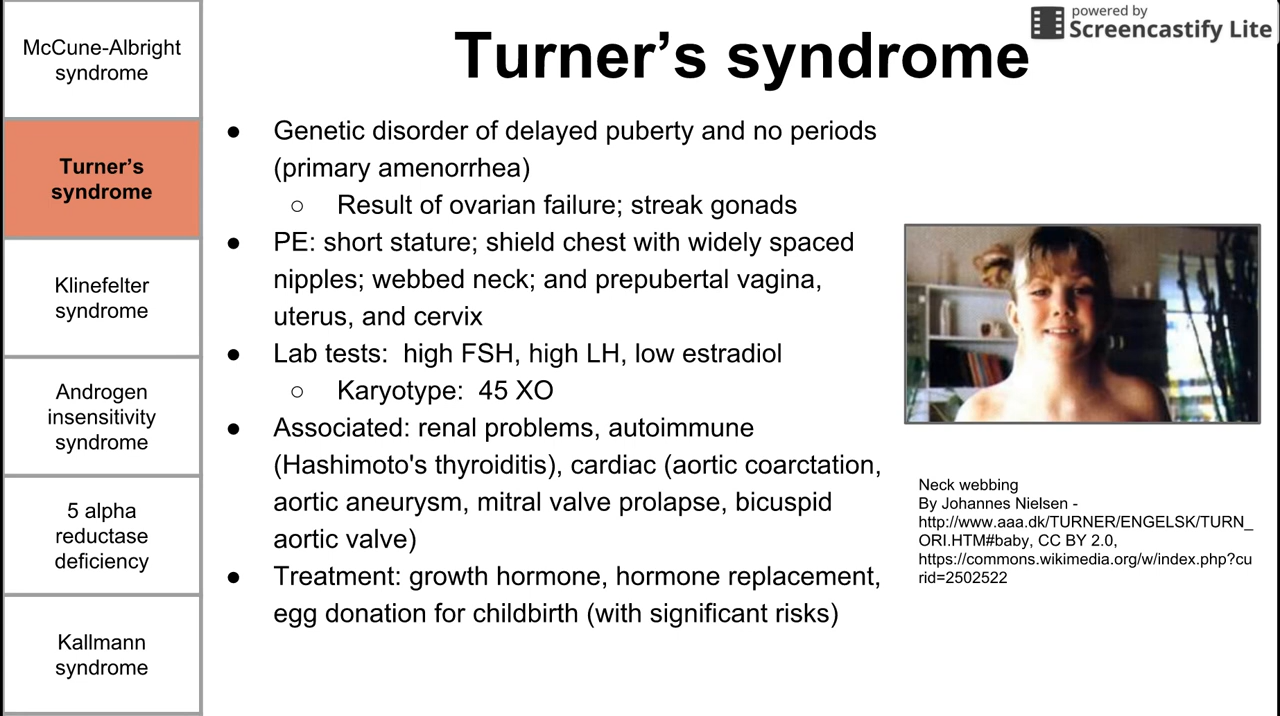 McCune-Albright
syndrome
Turner’s
syndrome
Klinefelter
syndrome
Androgen
insensitivity
syndrome
5 alpha
reductase
deficiency
Kallmann
syndrome
powered by
Screencastify Lite
Turner’s syndrome
● Genetic disorder of delayed puberty and no periods
(primary amenorrhea)
○ Result of ovarian failure; streak gonads
● PE: short stature; shield chest with widely spaced
nipples; webbed neck; and prepubertal vagina,
uterus, and cervix
● Lab tests:  high FSH, high LH, low estradiol
○ Karyotype:  45 XO
● Associated: renal problems, autoimmune
(Hashimoto's thyroiditis), cardiac (aortic coarctation,
aortic aneurysm, mitral valve prolapse, bicuspid
aortic valve)
● Treatment: growth hormone, hormone replacement,
egg donation for childbirth (with significant risks)
Neck webbing
By Johannes Nielsen -
http://www.aaa.dk/TURNER/ENGELSK/TURN_
ORI.HTM#baby, CC BY 2.0,
https://commons.wikimedia.org/w/index.php?cu
rid=2502522